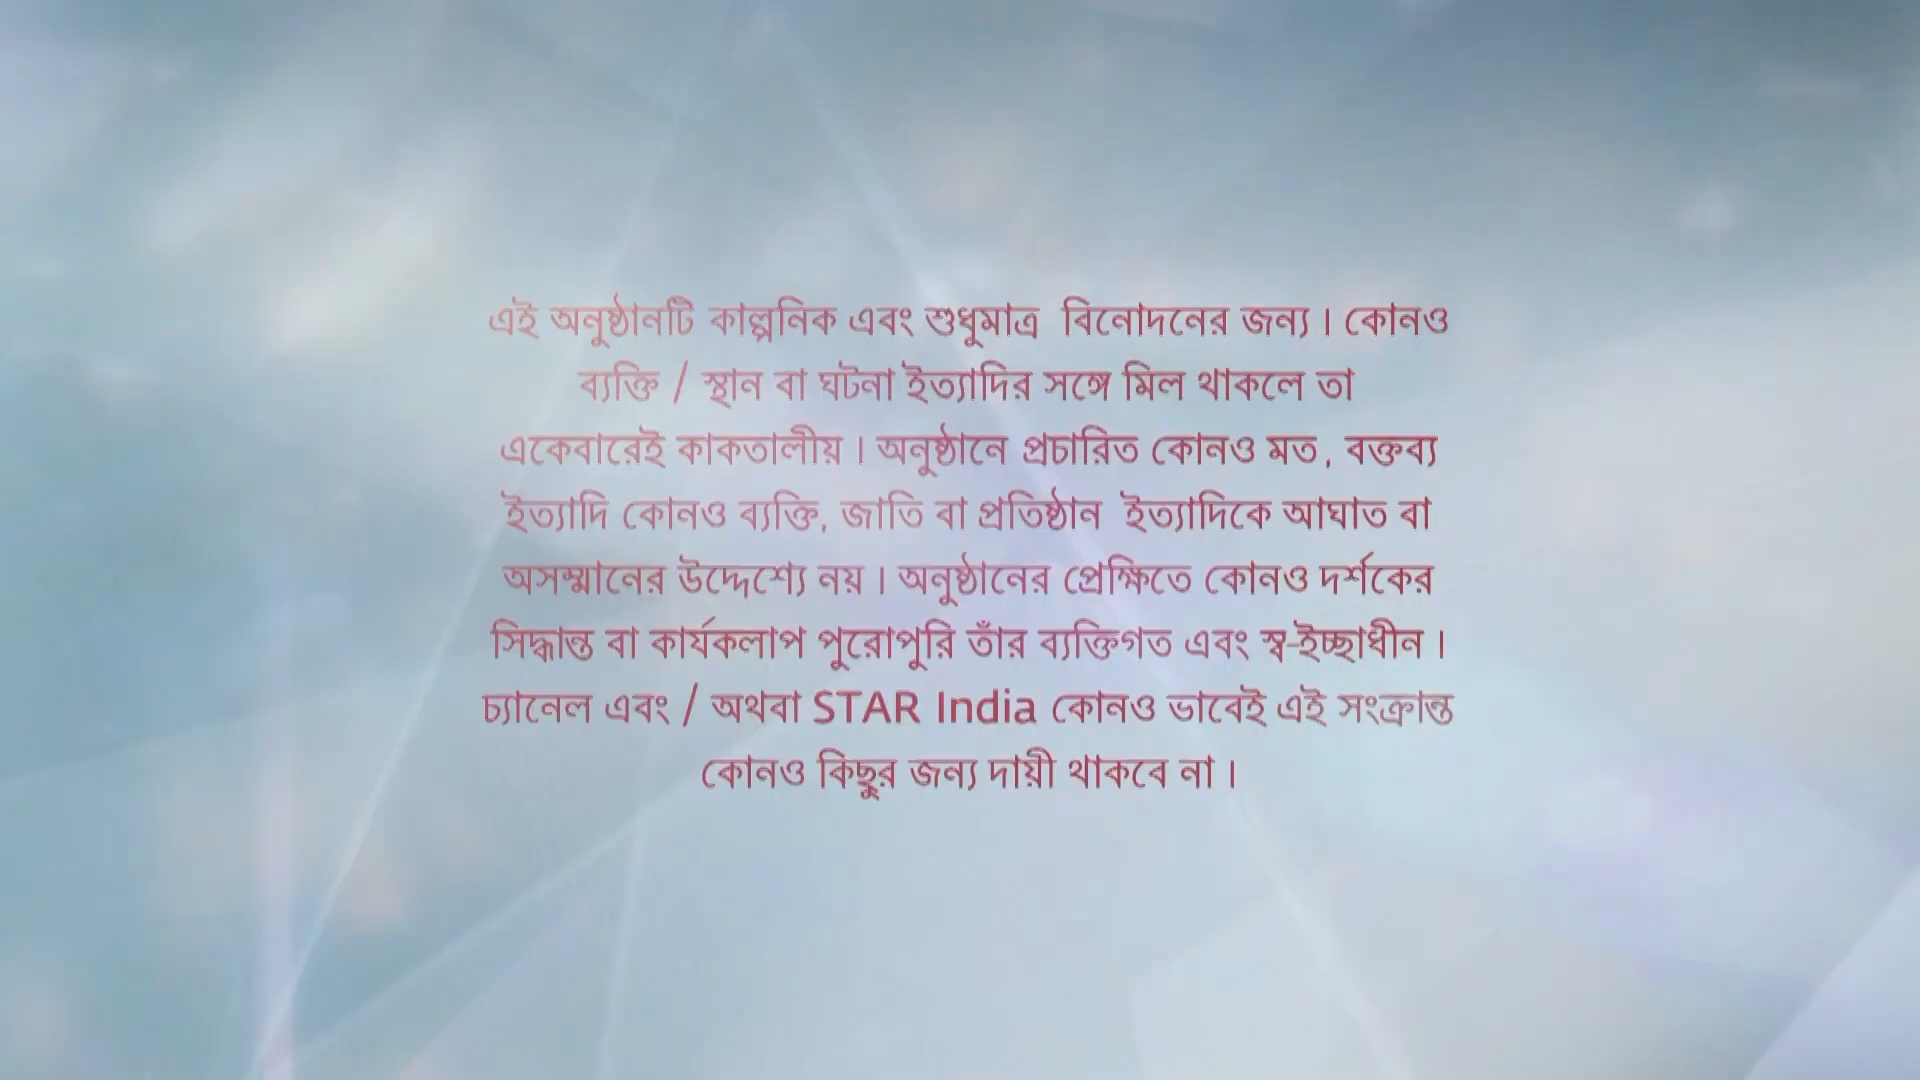 এই অনুষ্ঠানটি কাল্পনিক এবং শুধুমাত্র বিনোদনের জন্য। কোনও
ব্যক্তি / স্থান বা ঘটনা ইত্যাদির সঙ্গে মিল থাকলে তা
একেবারেই কাকতালীয়। অনুষ্ঠানে প্রচারিত কোনও মত, বক্তব্য
ইত্যাদি কোনও ব্যক্তি, জাতি বা প্রতিষ্ঠান ইত্যাদিকে আঘাত বা
অসম্মানের উদ্দেশ্যে নয়। অনুষ্ঠানের প্রেক্ষিতে কোনও দর্শকের
সিদ্ধান্ত বা কার্যকলাপ পুরোপুরি তাঁর ব্যক্তিগত এবং স্ব-ইচ্ছাধীন।
চ্যানেল এবং / অথবা STAR India কোনও ভাবেই এই সংক্রান্ত
কোনও কিছুর জন্য দায়ী থাকবে না।